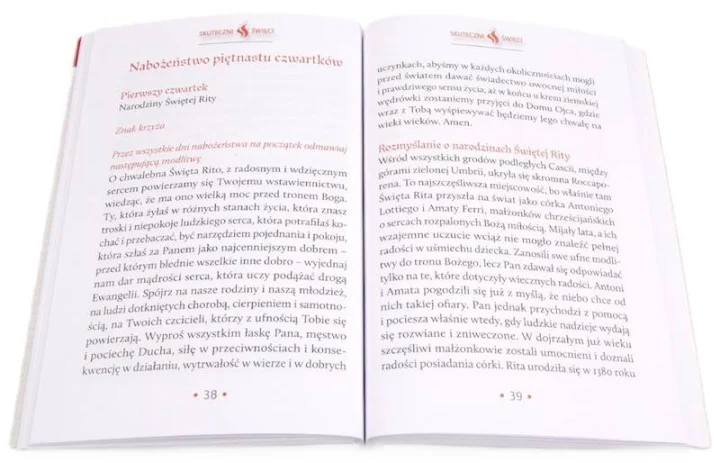 SKUTECZNI ŚWIĘCI
Nabożeństwo piętnastu czwartków
Pierwszy czwartek
Narodziny Świętej Rity
Znak krzyża
Przez wszystkie dni nabożeństwa na początek odmawiaj
następującą modlitwę
O chwalebna Święta Rito, z radosnym i wdzięcznym
sercem powierzamy się Twojemu wstawiennictwu,
wiedząc, że ma ono wielką moc przed tronem Boga.
Ty, która żyłaś w różnych stanach życia, która znasz
troski i niepokoje ludzkiego serca, która potrafiłaś ko-
chać i przebaczać, być narzędziem pojednania i pokoju,
która szłaś za Panem jako najcenniejszym dobrem –
przed którym blednie wszelkie inne dobro – wyjednaj
nam dar mądrości serca, która uczy podążać drogą
Ewangelii. Spójrz na nasze rodziny i naszą młodzież,
na ludzi dotkniętych chorobą, cierpieniem i samotno-
ścią, na Twoich czcicieli, którzy z ufnością Tobie się
powierzają. Wyproś wszystkim łaskę Pana, męstwo
i pociechę Ducha, siłę w przeciwnościach i konse-
kwencję w działaniu, wytrwałość w wierze i w dobrych
• 38 •
SKUTECZNI ŚWIĘCI
uczynkach, abyśmy w każdych okolicznościach mogli
przed światem dawać świadectwo owocnej miłości
i prawdziwego sensu życia, aż w końcu u kresu ziemskiej
wędrówki zostaniemy przyjęci do Domu Ojca, gdzie
wraz z Tobą wyśpiewywać będziemy Jego chwałę na
wieki wieków. Amen.
Rozmyślanie o narodzinach Świętej Rity
Wśród wszystkich grodów podległych Cascii, między
górami zielonej Umbrii, ukryła się skromna Roccapo-
rena. To najszczęśliwsza miejscowość, bo właśnie tam
Święta Rita przyszła na świat jako córka Antoniego
Lottiego i Amaty Ferri, małżonków chrześcijańskich
o sercach rozpalonych Bożą miłością. Mijały lata, a ich
wzajemne uczucie wciąż nie mogło znaleźć pełnej
radości w uśmiechu dziecka. Zanosili swe ufne modli-
twy do tronu Bożego, lecz Pan zdawał się odpowiadać
tylko na te, które dotyczyły wiecznych radości. Antoni
i Amata pogodzili się już z myślą, że niebo chce od
nich takiej ofiary. Pan jednak przychodzi z pomocą
i pociesza właśnie wtedy, gdy ludzkie nadzieje wydają
się rozwiane i zniweczone. W dojrzałym już wieku
szczęśliwi małżonkowie zostali umocnieni i doznali
radości posiadania córki. Rita urodziła się w 1380 roku
• 39 •